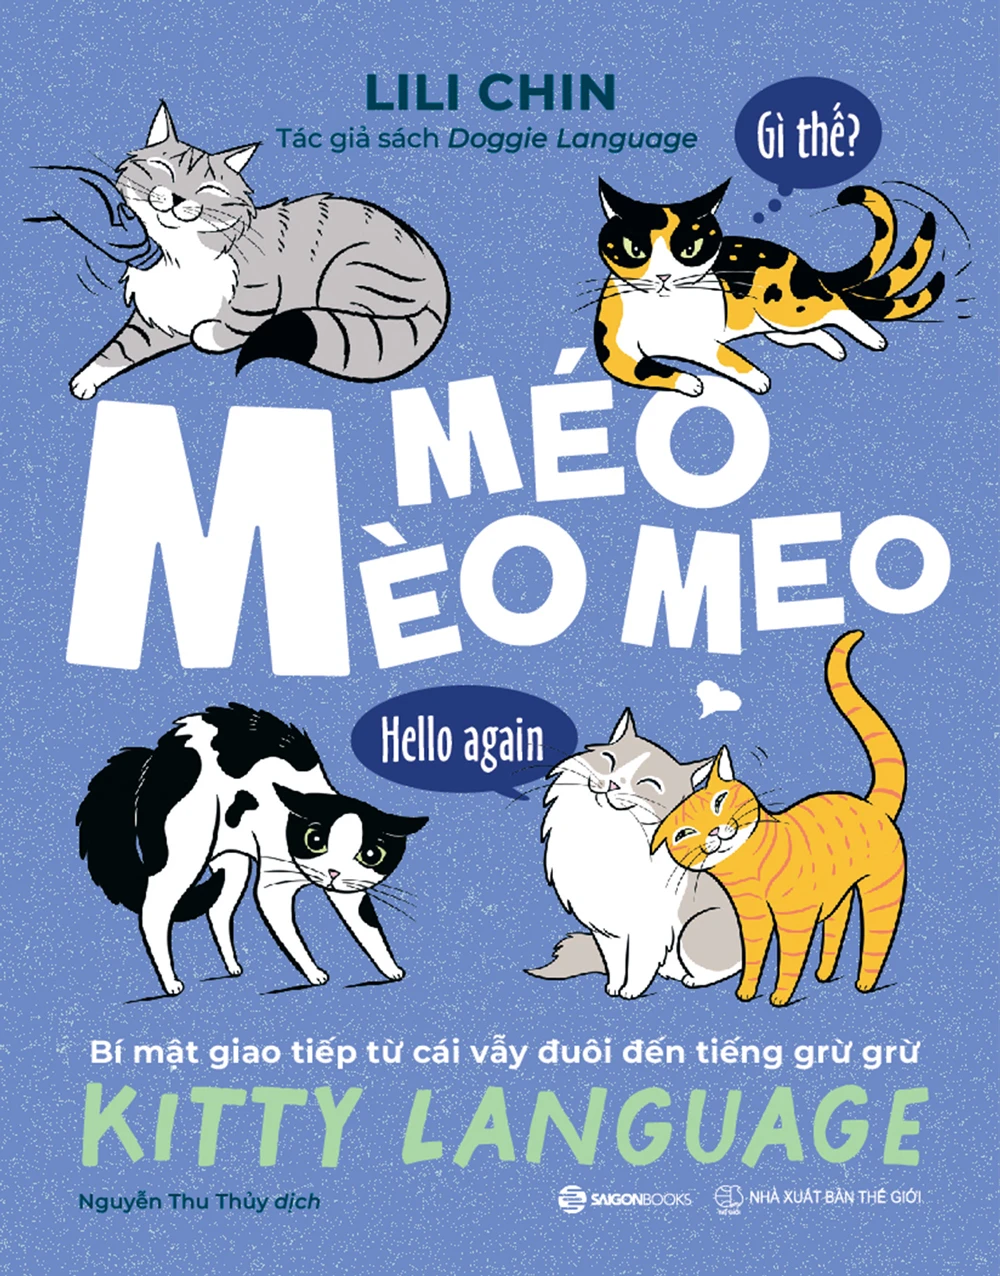 LILI CHIN
Tác giả sách Doggie Language
Gì thế?
MÉO
MÈO MEO
Hello again
Bí mật giao tiếp từ cái vẫy đuôi đến tiếng grừ grừ
KITTY LANGUAGE
Nguyễn Thu Thủy dịch
SAIGONBOOKS
THẾ GIỚI
NHÀ XUẤT BẢN THẾ GIỚI